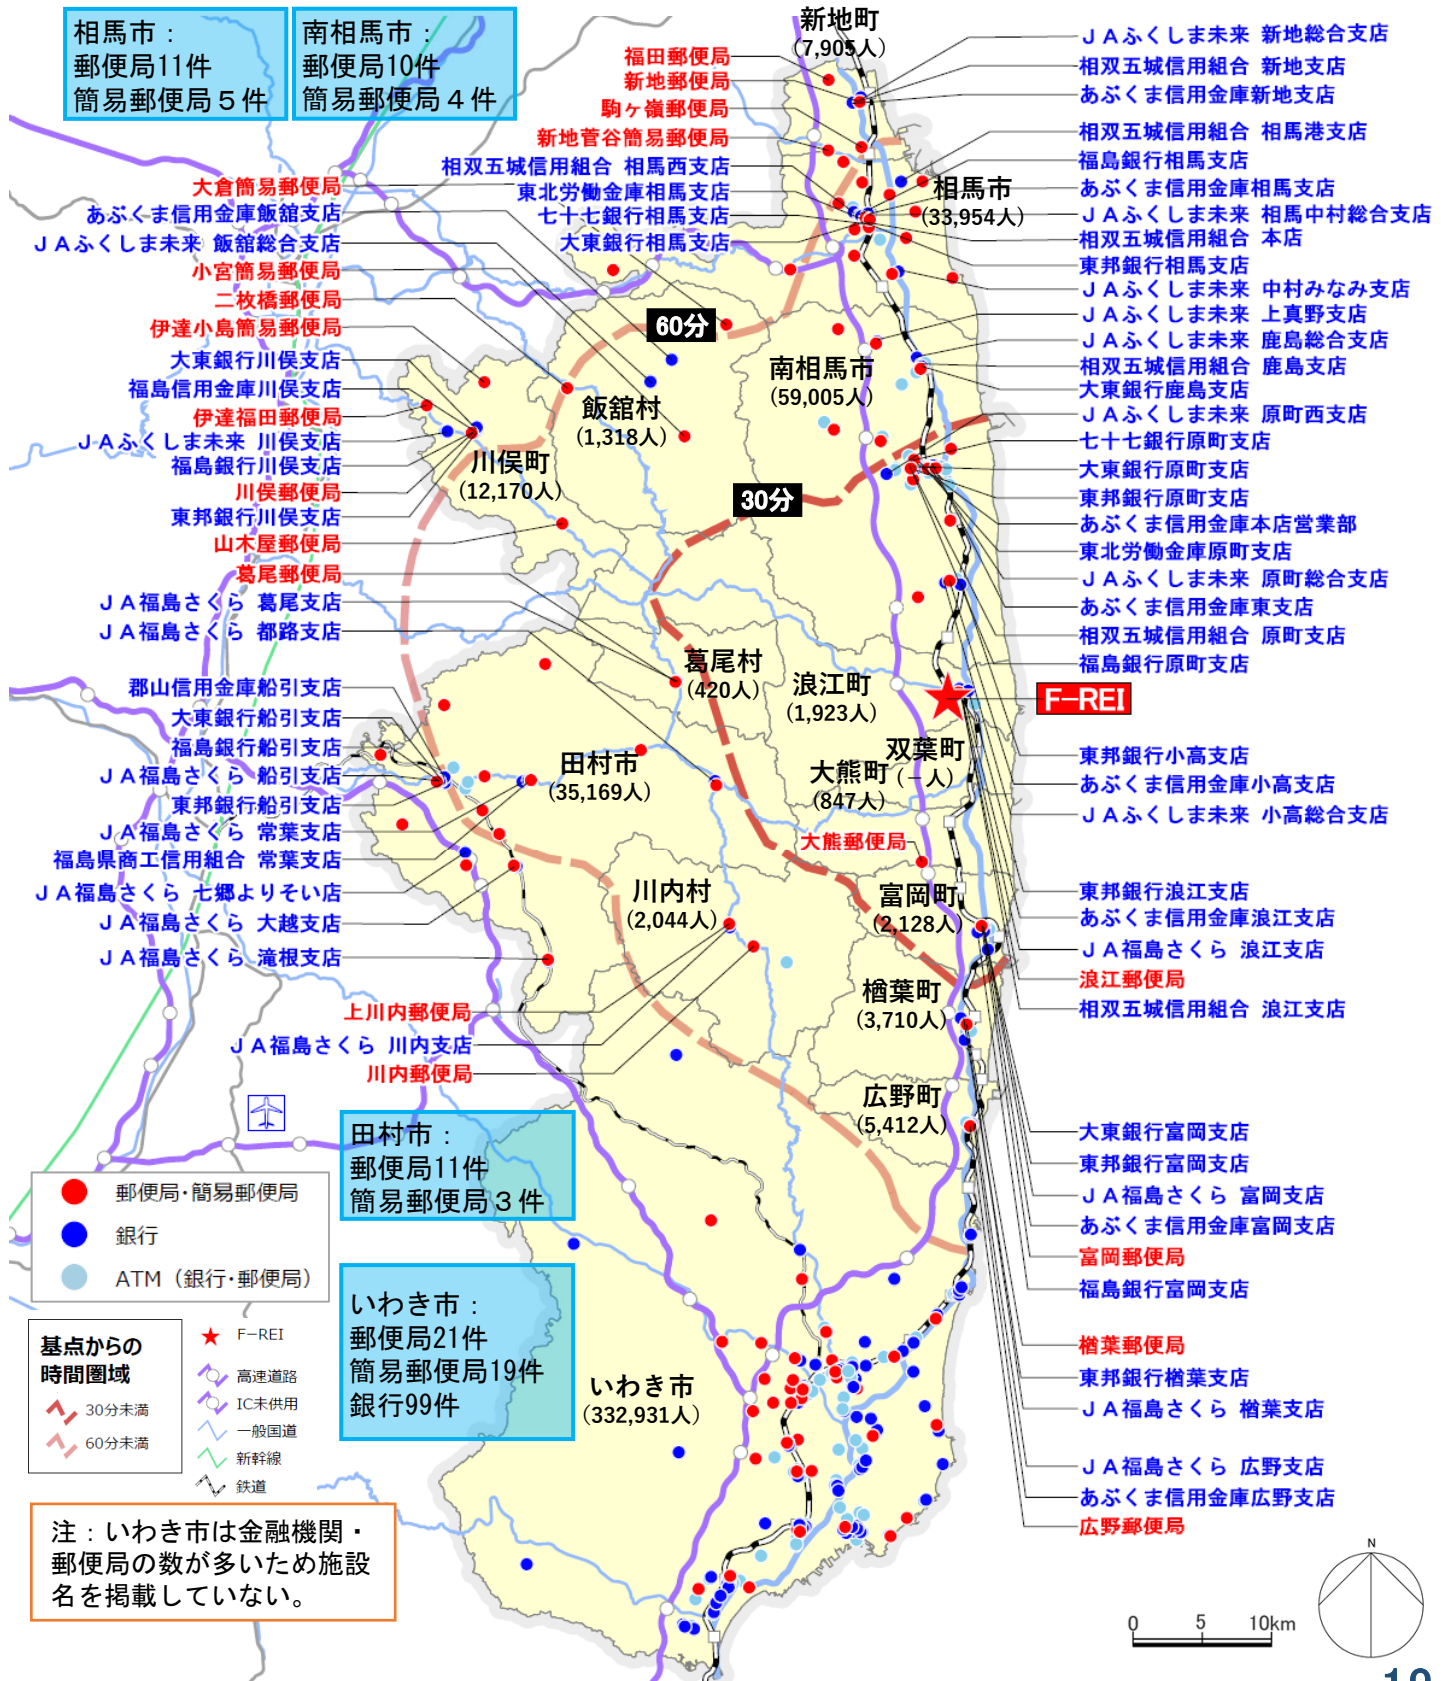 相馬市：
郵便局11件
簡易郵便局５件
南相馬市：
郵便局10件
簡易郵便局４件
新地町
(7,905人)
福田郵便局
新地郵便局
駒ヶ嶺郵便局
新地菅谷簡易郵便局
相双五城信用組合 相馬西支店
東北労働金庫相馬支店
七十七銀行相馬支店
大東銀行相馬支店
大倉簡易郵便局
あぶくま信用金庫飯舘支店
ＪＡふくしま未来 飯舘総合支店
小宮簡易郵便局
二枚橋郵便局
伊達小島簡易郵便局
大東銀行川俣支店
福島信用金庫川俣支店
伊達福田郵便局
ＪＡふくしま未来 川俣支店
福島銀行川俣支店
川俣郵便局
東邦銀行川俣支店
山木屋郵便局
葛尾郵便局
ＪＡ福島さくら 葛尾支店
ＪＡ福島さくら 都路支店
郡山信用金庫船引支店
大東銀行船引支店
福島銀行船引支店
ＪＡ福島さくら 船引支店
東邦銀行船引支店
ＪＡ福島さくら 常葉支店
福島県商工信用組合 常葉支店
ＪＡ福島さくら 七郷よりそい店
ＪＡ福島さくら 大越支店
ＪＡ福島さくら 滝根支店
上川内郵便局
ＪＡ福島さくら 川内支店
川内郵便局
ＪＡふくしま未来 新地総合支店
相双五城信用組合 新地支店
あぶくま信用金庫新地支店
相双五城信用組合 相馬港支店
福島銀行相馬支店
あぶくま信用金庫相馬支店
ＪＡふくしま未来 相馬中村総合支店
相双五城信用組合 本店
東邦銀行相馬支店
ＪＡふくしま未来 中村みなみ支店
ＪＡふくしま未来 上真野支店
ＪＡふくしま未来 鹿島総合支店
相双五城信用組合 鹿島支店
大東銀行鹿島支店
ＪＡふくしま未来 原町西支店
七十七銀行原町支店
大東銀行原町支店
東邦銀行原町支店
あぶくま信用金庫本店営業部
東北労働金庫原町支店
ＪＡふくしま未来 原町総合支店
あぶくま信用金庫東支店
相双五城信用組合 原町支店
福島銀行原町支店
F-REI
東邦銀行小高支店
あぶくま信用金庫小高支店
ＪＡふくしま未来 小高総合支店
東邦銀行浪江支店
あぶくま信用金庫浪江支店
ＪＡ福島さくら 浪江支店
浪江郵便局
相双五城信用組合 浪江支店
大東銀行富岡支店
東邦銀行富岡支店
ＪＡ福島さくら 富岡支店
あぶくま信用金庫富岡支店
富岡郵便局
福島銀行富岡支店
楢葉郵便局
東邦銀行楢葉支店
ＪＡ福島さくら 楢葉支店
ＪＡ福島さくら 広野支店
あぶくま信用金庫広野支店
広野郵便局
相馬市
(33,954人)
60分
南相馬市
(59,005人)
飯舘村
(1,318人)
川俣町
(12,170人)
30分
葛尾村
(420人)
浪江町
(1,923人)
双葉町
(－人)
大熊町
(847人)
大熊郵便局
田村市
(35,169人)
川内村
(2,044人)
富岡町
(2,128人)
楢葉町
(3,710人)
広野町
(5,412人)
いわき市
(332,931人)
田村市：
郵便局11件
簡易郵便局３件
いわき市：
郵便局21件
簡易郵便局19件
銀行99件
郵便局･簡易郵便局
銀行
ATM（銀行･郵便局）
基点からの
時間圏域
30分未満
60分未満
F-REI
高速道路
IC未供用
一般国道
新幹線
鉄道
注：いわき市は金融機関・
郵便局の数が多いため施設
名を掲載していない。
N
0 5 10km